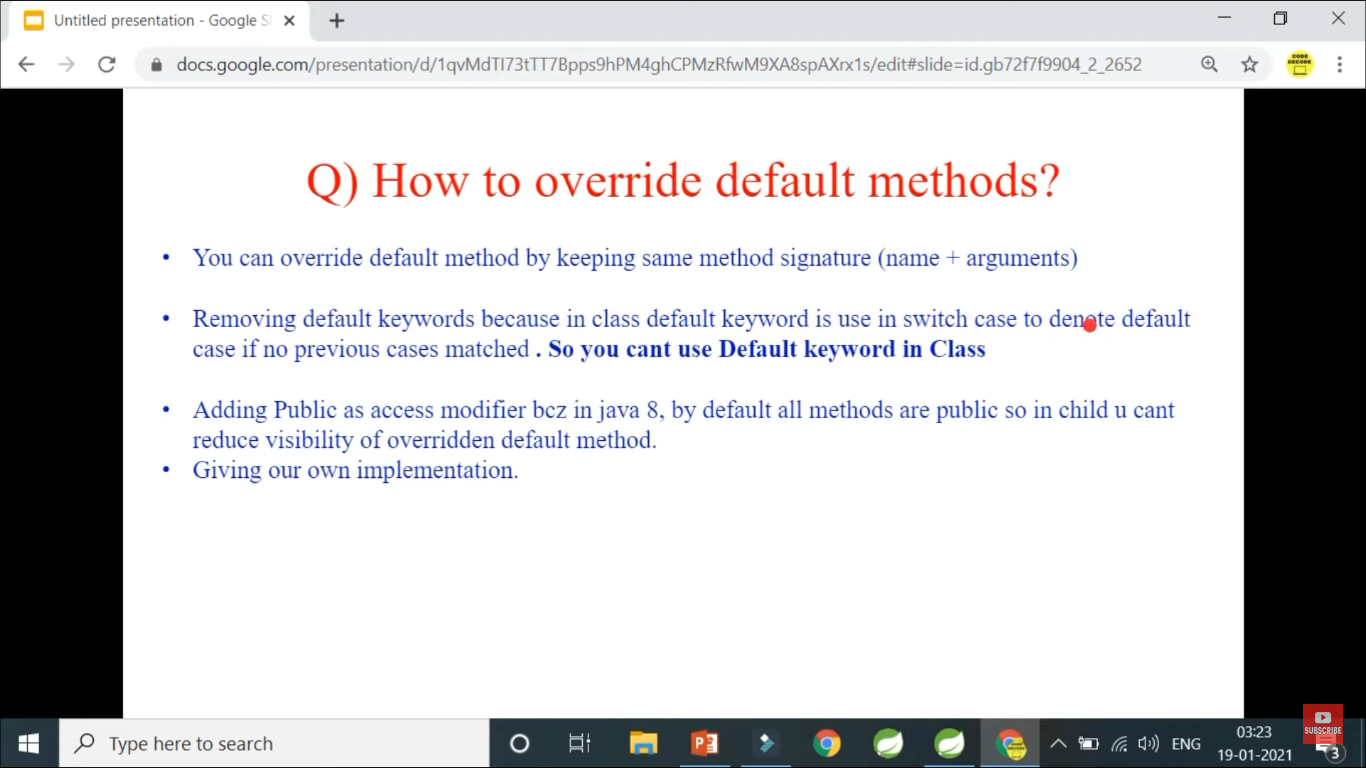 Untitled presentation - Google S
docs.google.com/presentation/d/1qvMdTI73tTT7Bpps9hPM4ghCPMzRfwM9XA8spAXrx1s/edit#slide=id.gb72f7f9904_2_2652
CODE
DECODE
Q) How to override default methods?
• You can override default method by keeping same method signature (name + arguments)
• Removing default keywords because in class default keyword is use in switch case to denote default
case if no previous cases matched . So you cant use Default keyword in Class
• Adding Public as access modifier bcz in java 8, by default all methods are public so in child u cant
reduce visibility of overridden default method.
• Giving our own implementation.
SUBSCRIBE
Type here to search
ENG
03:23
19-01-2021
3